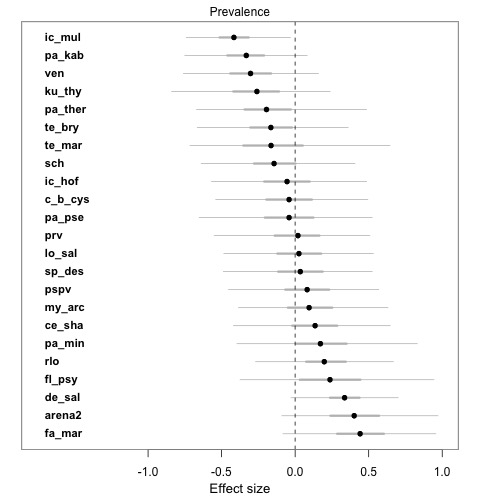 Prevalence
ic_mul
pa_kab
ven
ku_thy
pa_ther
te_bry
te_mar
sch
ic_hof
c_b_cys
pa_pse
prv
lo_sal
sp_des
pspv
my_arc
ce_sha
pa_min
rlo
fl_psy
de_sal
arena2
fa_mar
-1.0 -0.5 0.0 0.5 1.0
Effect size